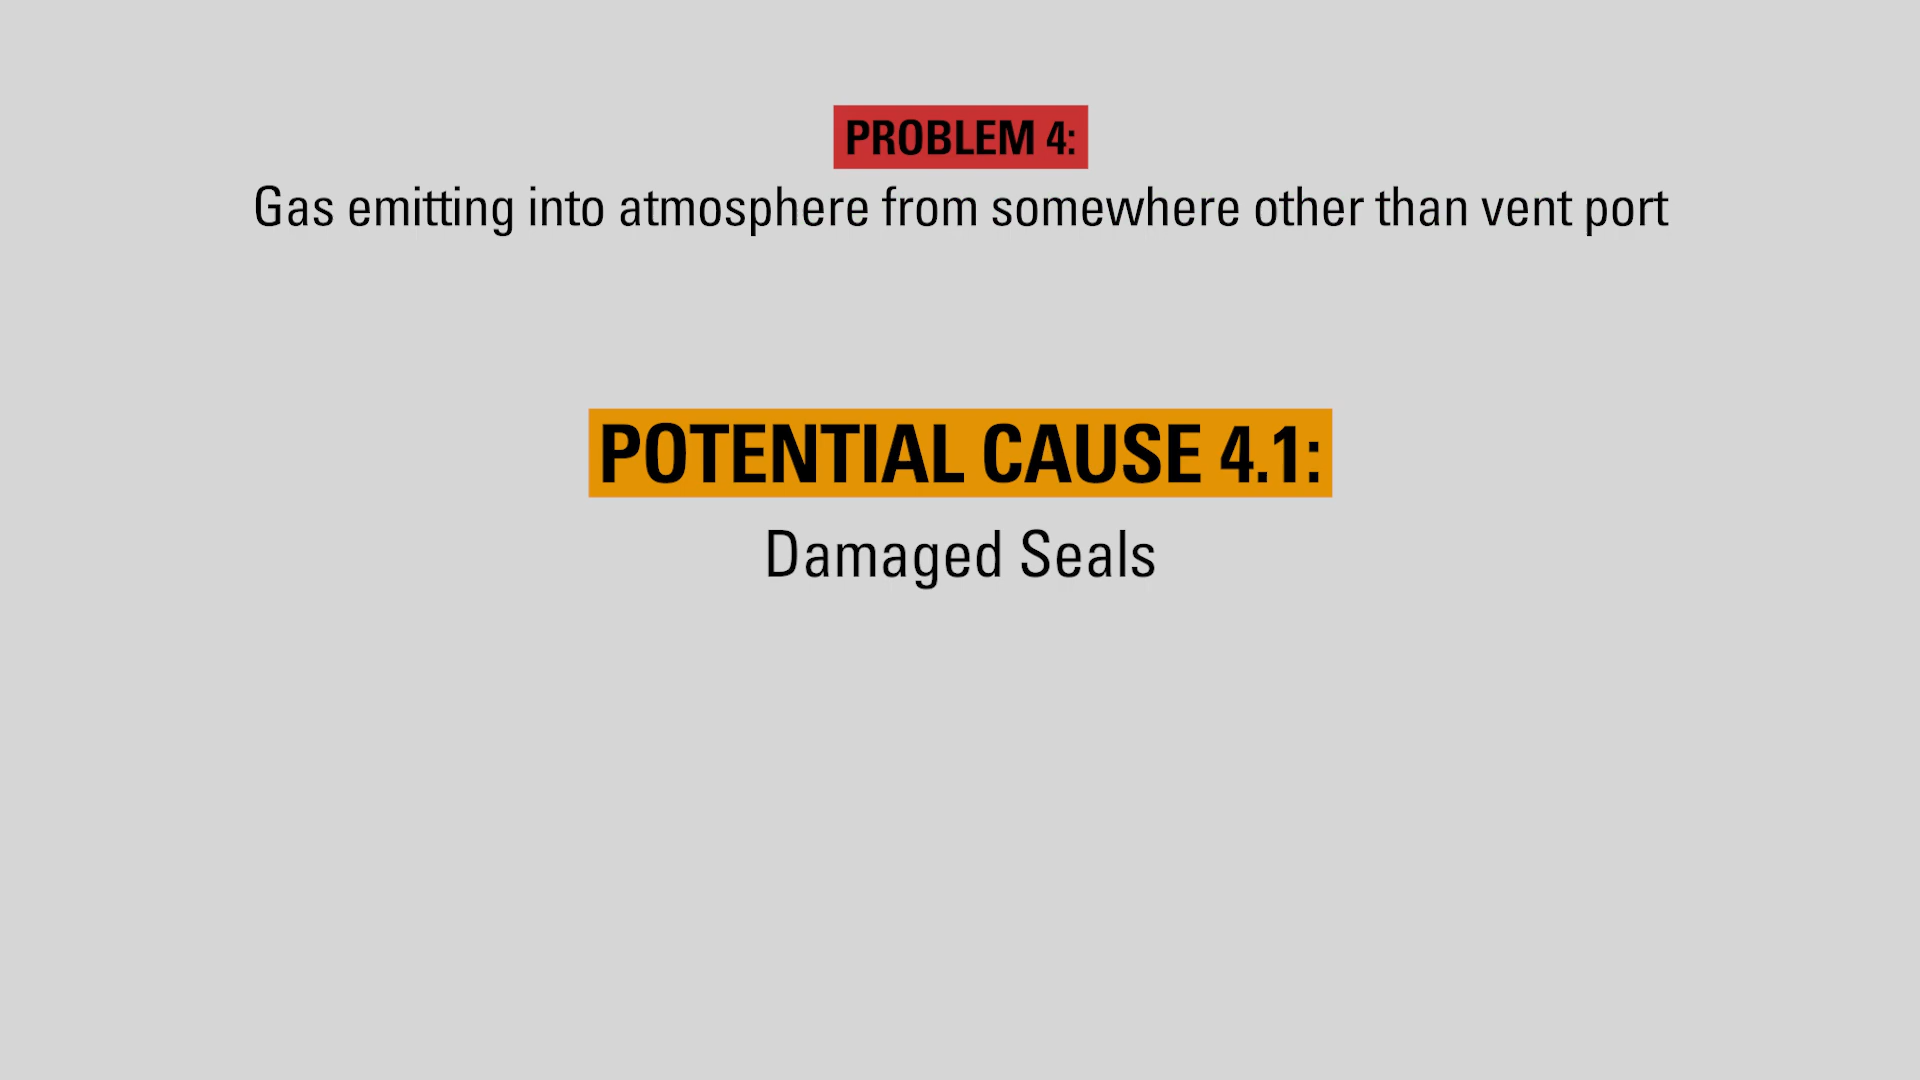 PROBLEM 4:
Gas emitting into atmosphere from somewhere other than vent port
POTENTIAL CAUSE 4.1:
Damaged Seals